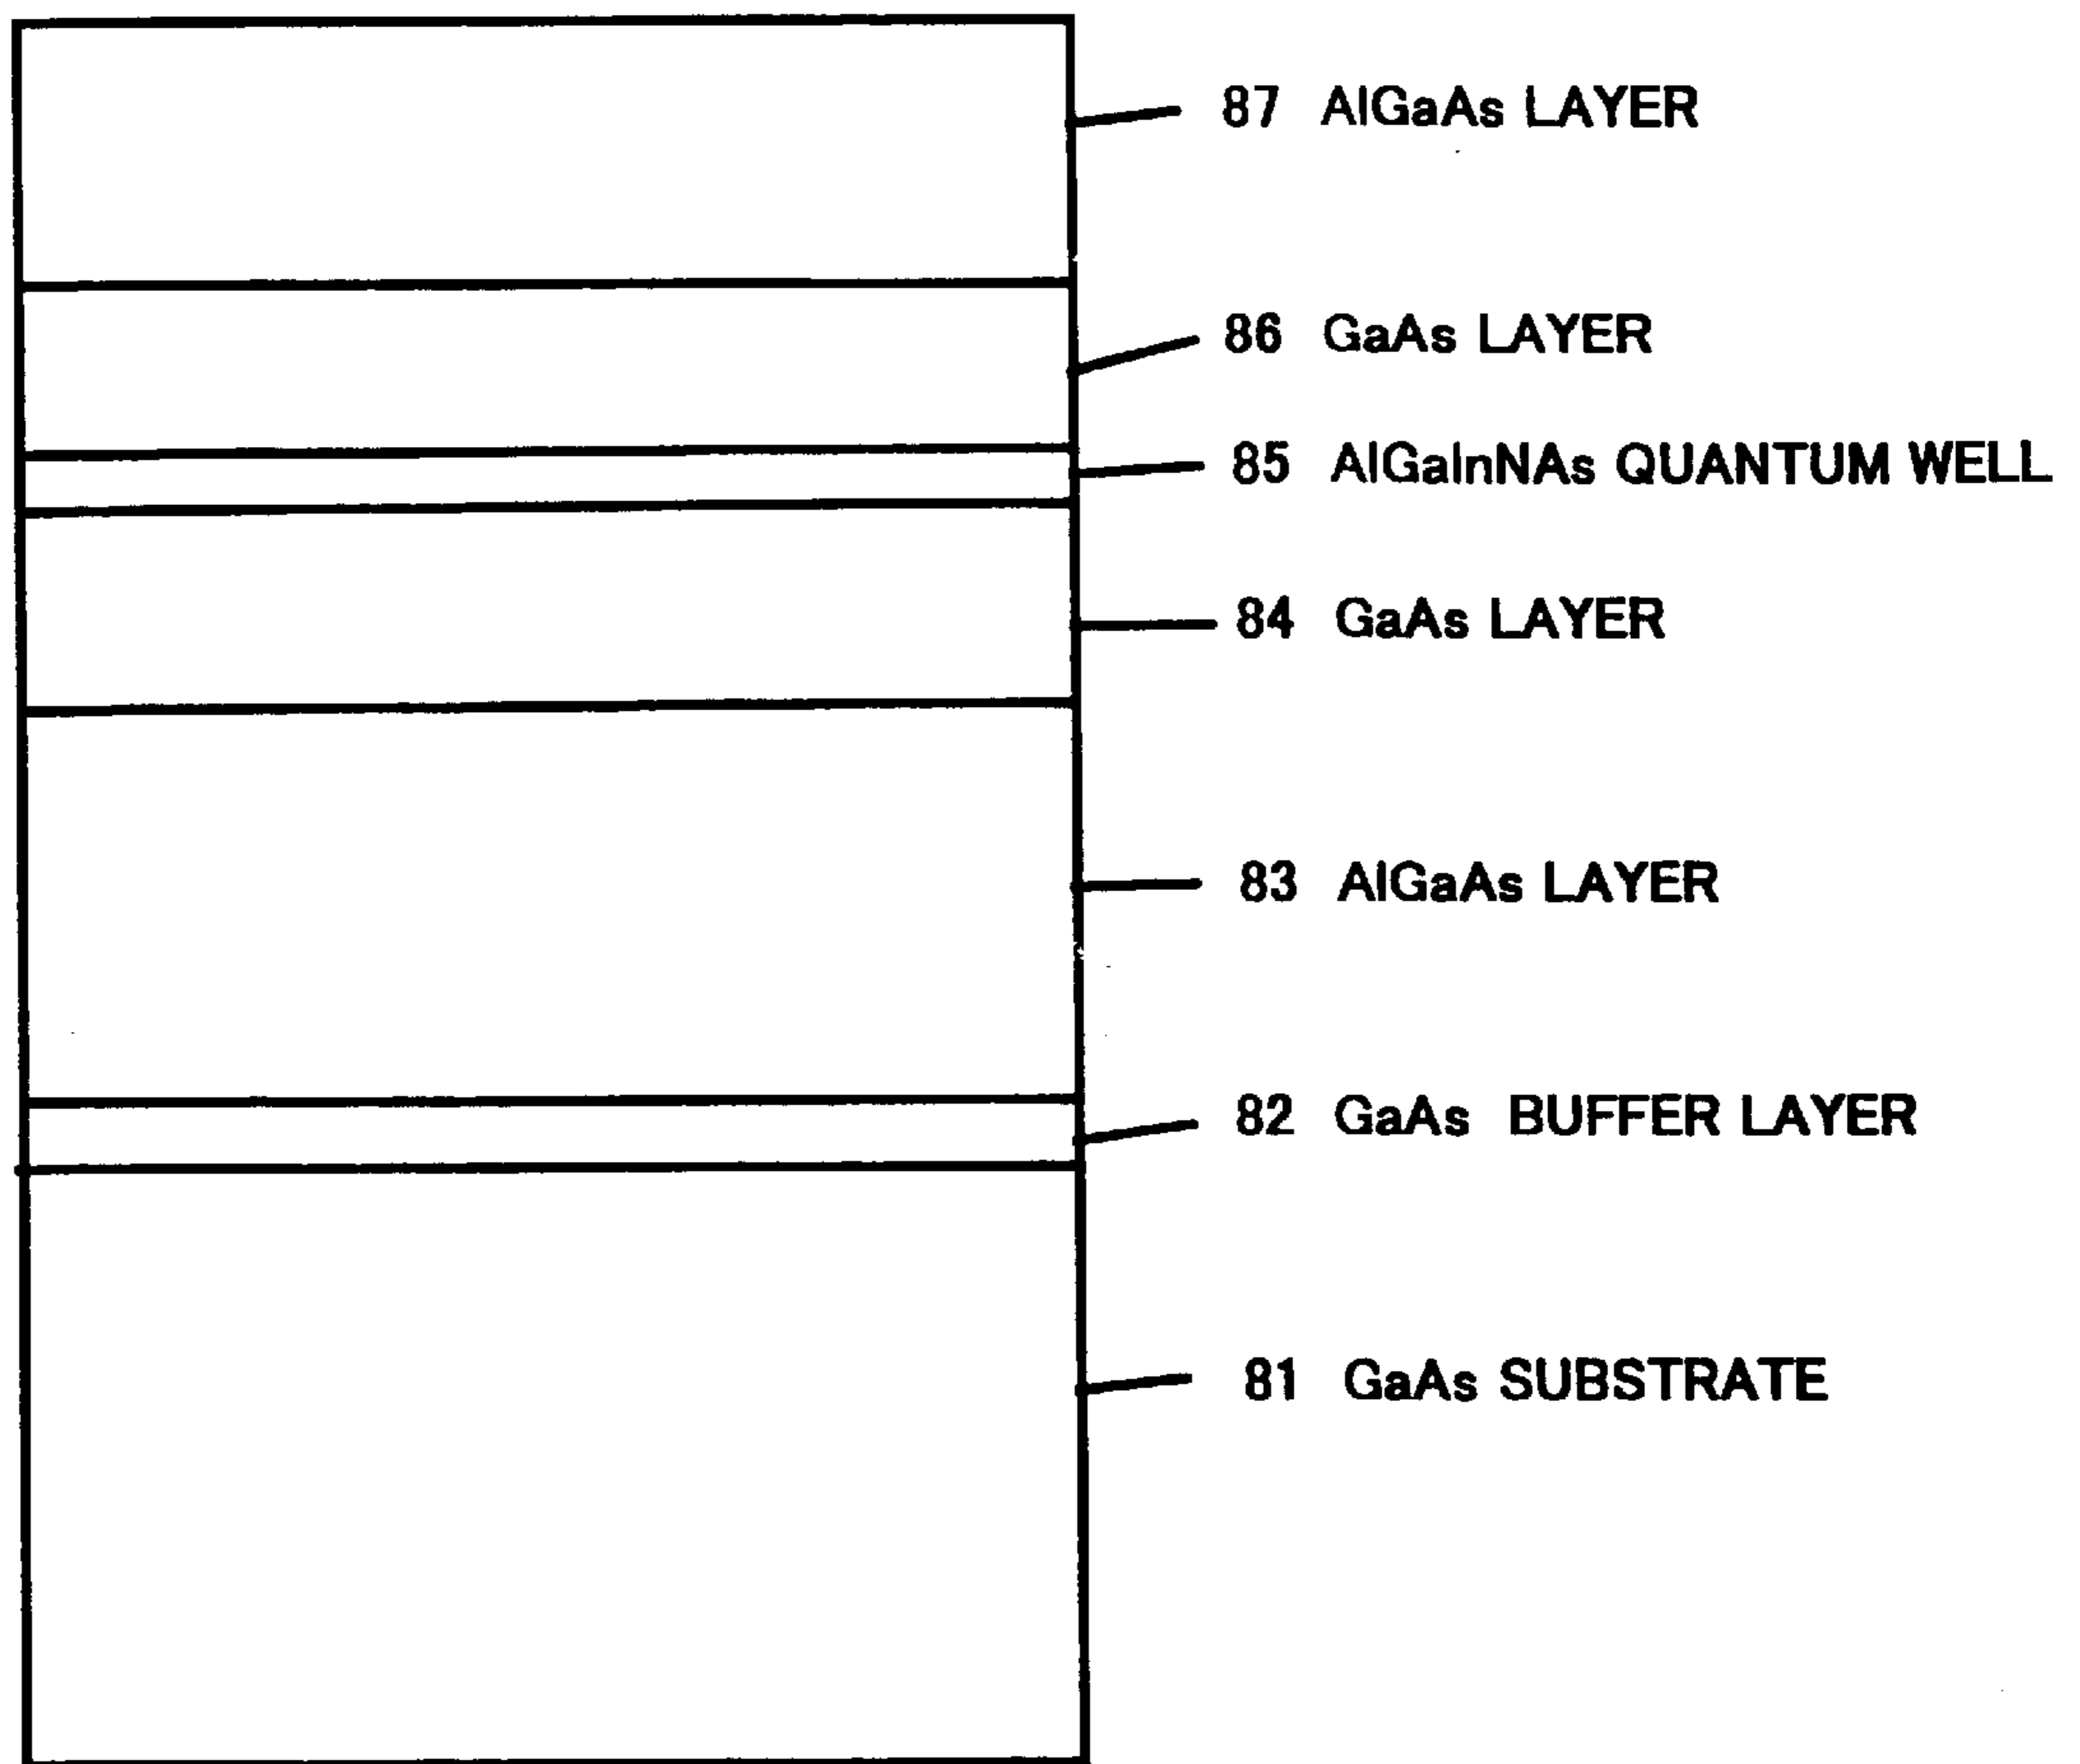 87 AlGaAs LAYER
86 GaAs LAYER
85 AlGaInNAs QUANTUM WELL
84 GaAs LAYER
83 AlGaAs LAYER
82 GaAs BUFFER LAYER
81 GaAs SUBSTRATE